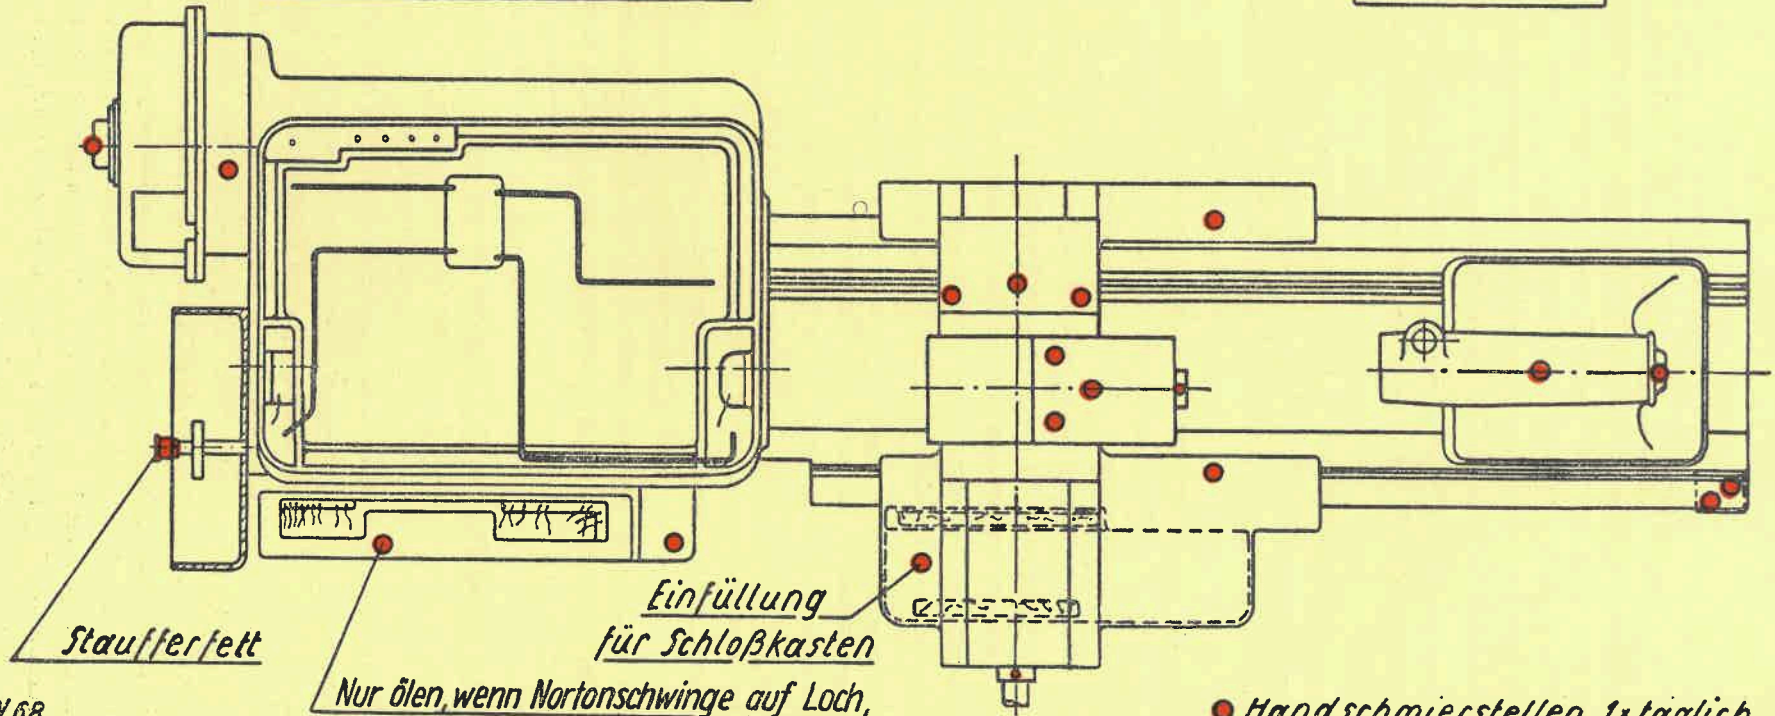 Einfüllung
für Schloßkasten
Staufferfett
Nur ölen, wenn Nortonschwinge auf Loch,
Handschmierstellen 1x täglich